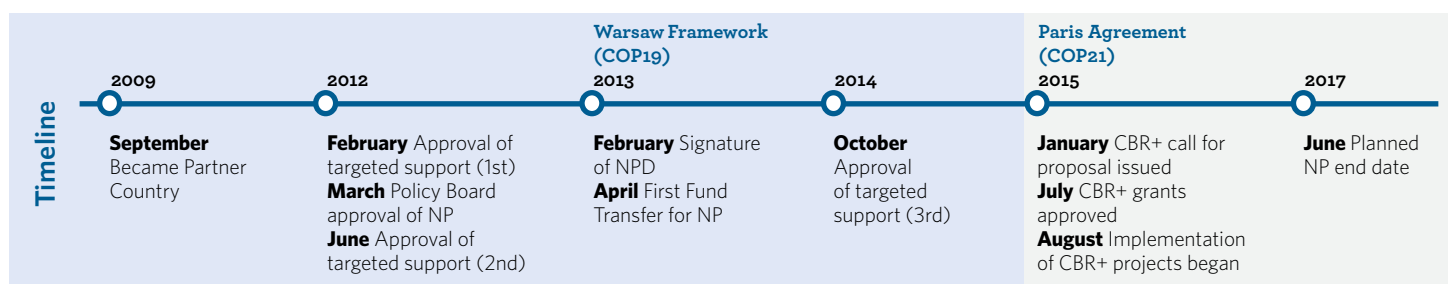 Timeline
2009
September
Became Partner
Country
2012
February Approval of
targeted support (1st)
March Policy Board
approval of NP
June Approval of
targeted support (2nd)
Warsaw Framework
(COP19)
2013
February Signature
of NPD
April First Fund
Transfer for NP
2014
October
Approval
of targeted
support (3rd)
Paris Agreement
(COP21)
2015
January CBR+ call for
proposal issued
July CBR+ grants
approved
August Implementation
of CBR+ projects began
2017
June Planned
NP end date